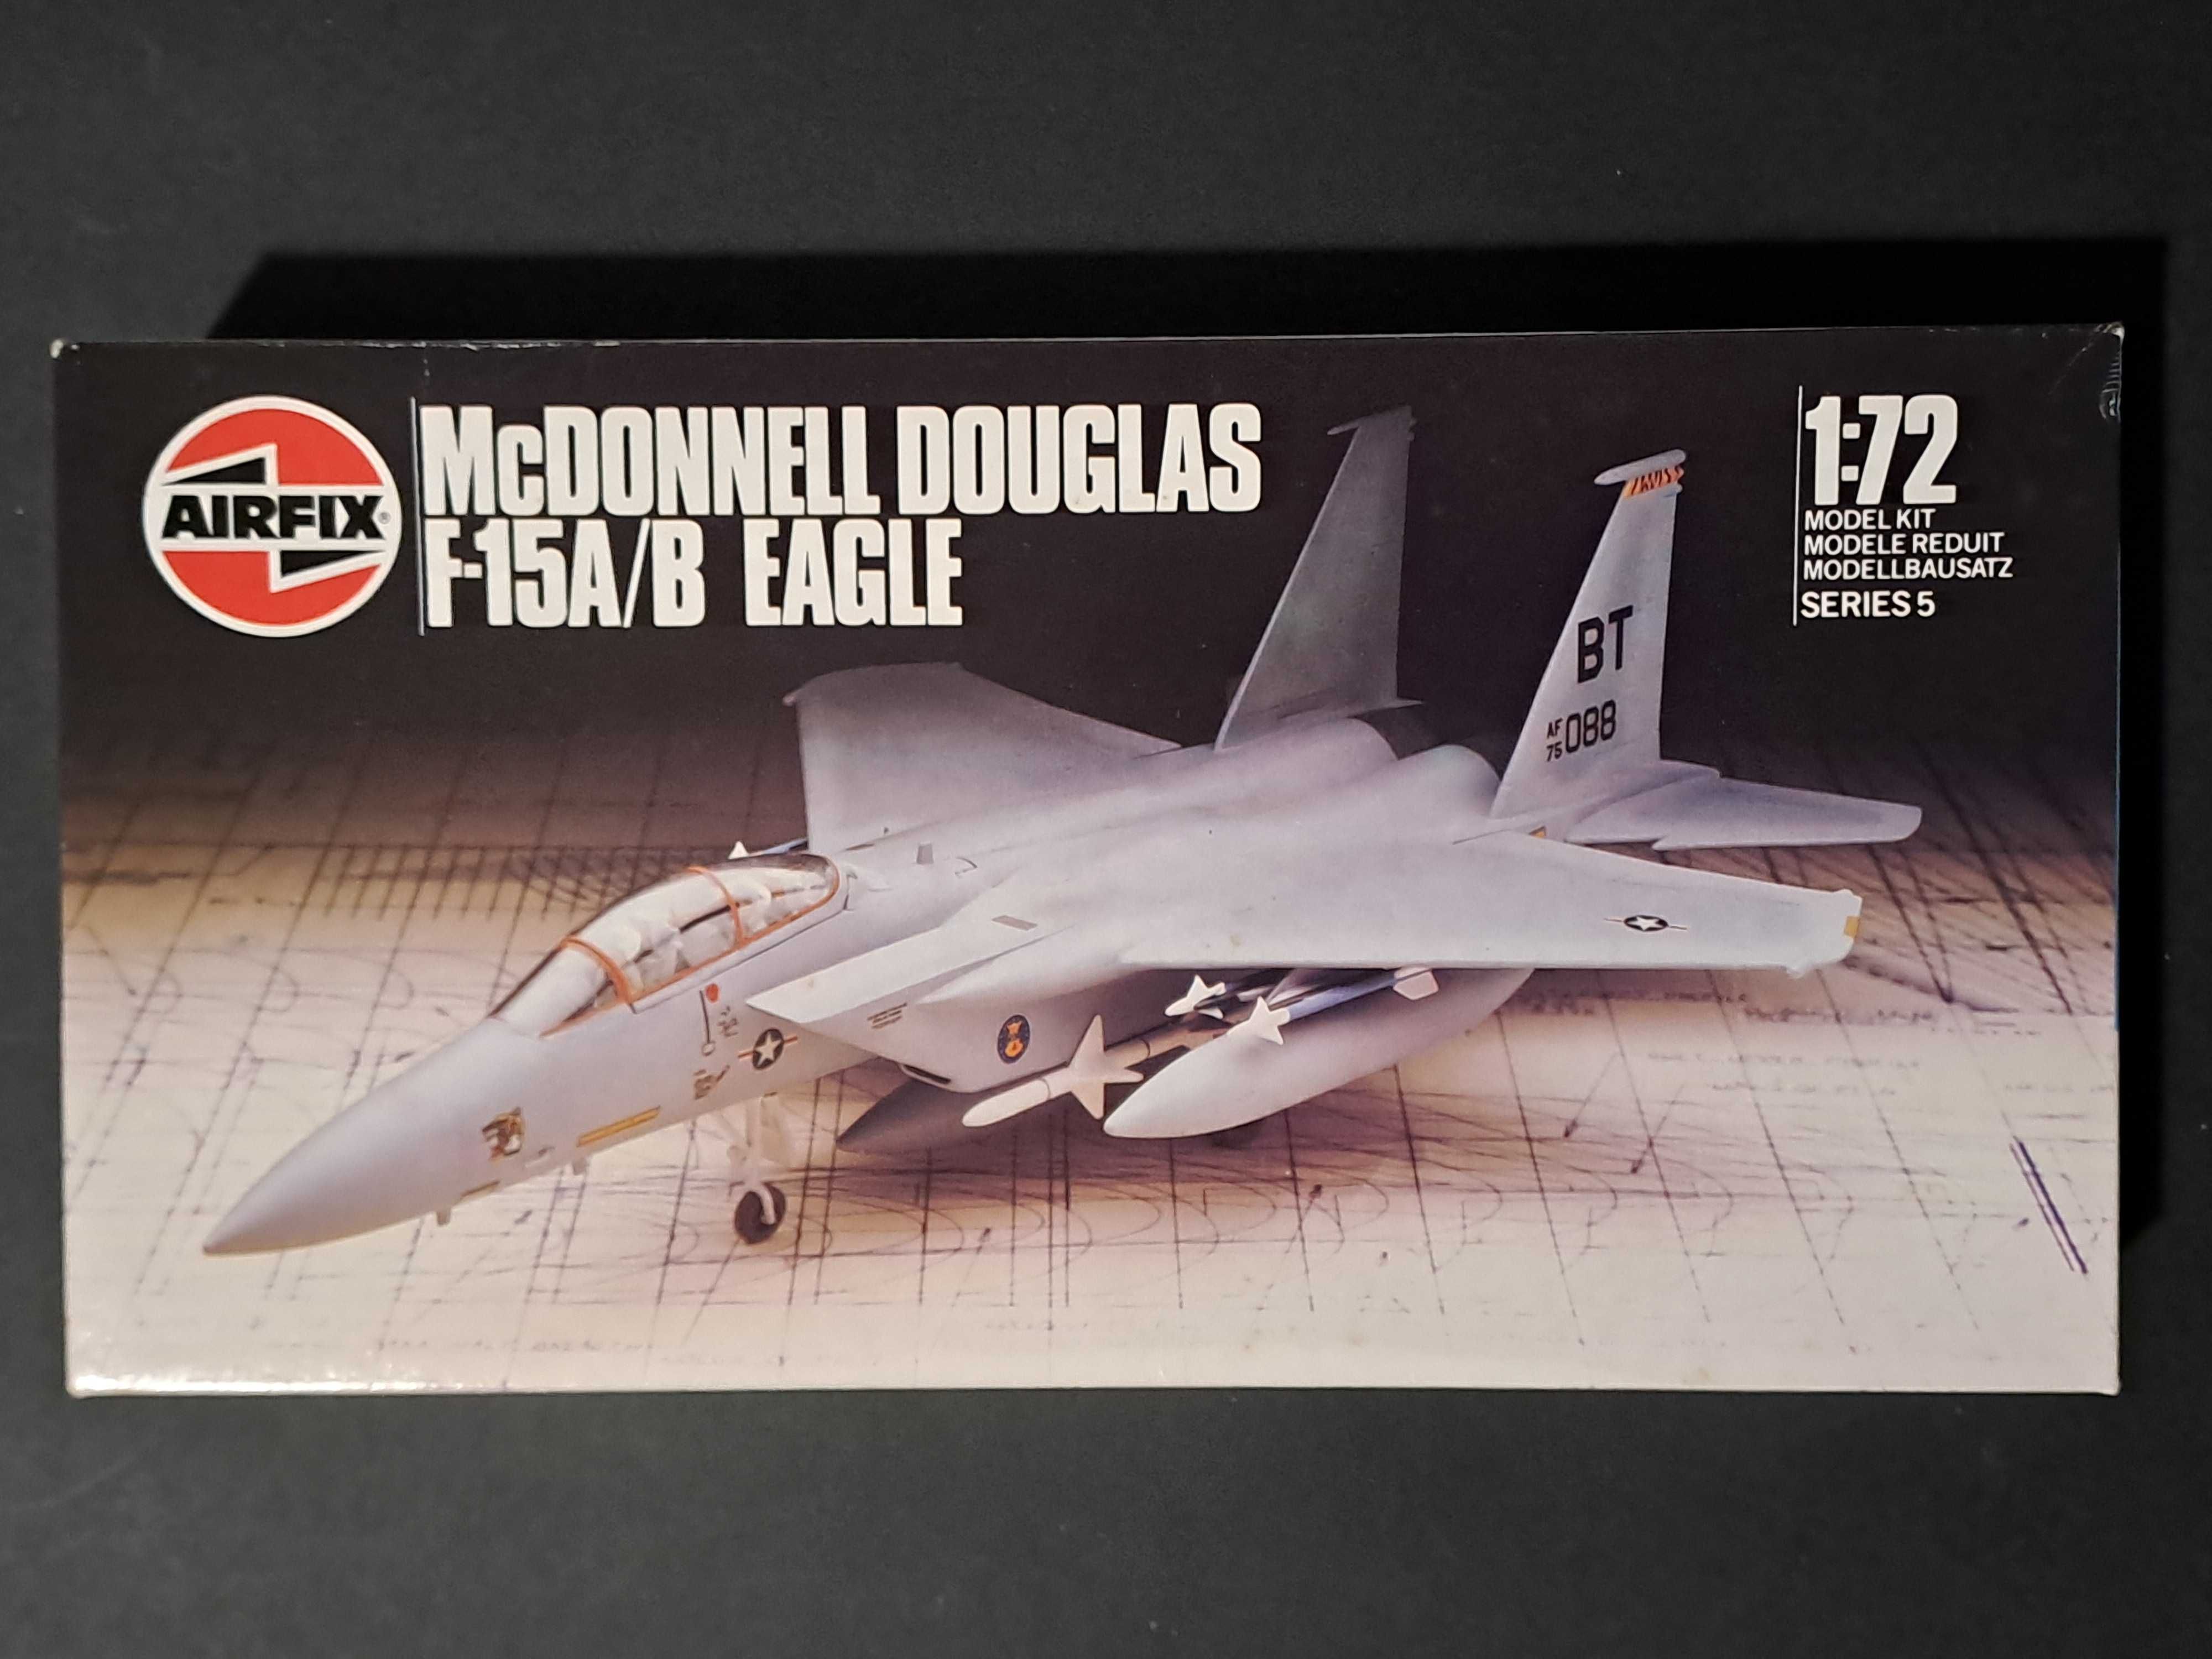 AIRFIX®
McDONNELL DOUGLAS
F-15A/B EAGLE
1:72
MODEL KIT
MODELE REDUIT
MODELLBAUSATZ
SERIES 5
BT
AF
75 088